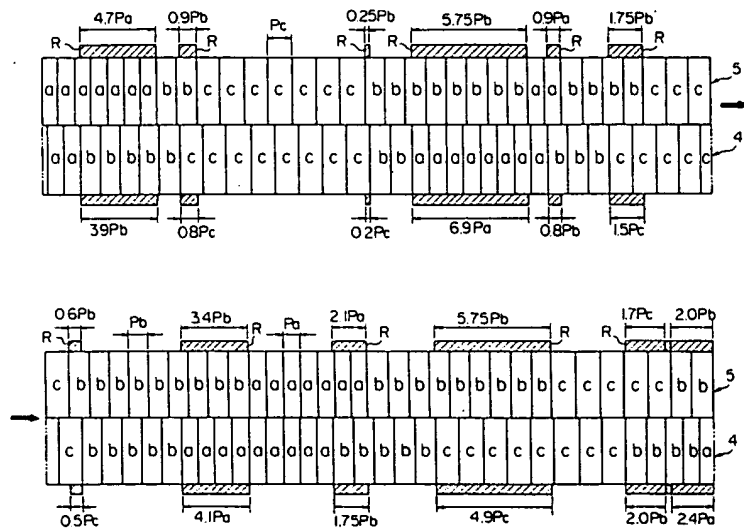 4.7Pa 0.9Pb Pc 0.25Pb 5.75Pb 0.9Pa 1.75Pb
R R R R R R
a a a a a a a b b c c c c c c c b b b b b b b a a b b b b b c c c 5
a a b b b b b c c c c c c c c b b a a a a a a a a b b b c c c c c 4
39Pb 0.8Pc 0.2Pc 6.9Pa 0.8Pb 1.5Pc
0.6Pb Pb 3.4Pb Pa 2.1Pa 5.75Pb 1.7Pc 2.0Pb
R R R R R
c b b b b b b b b b a a a a a a a b b b b b b b b b c c c c c b b 5
c b b b b b a a a a a a a a a b b b b b c c c c c c c c b b b b a 4
0.5Pc 4.1Pa 1.75Pb 4.9Pc 2.0Pb 2.4Pa